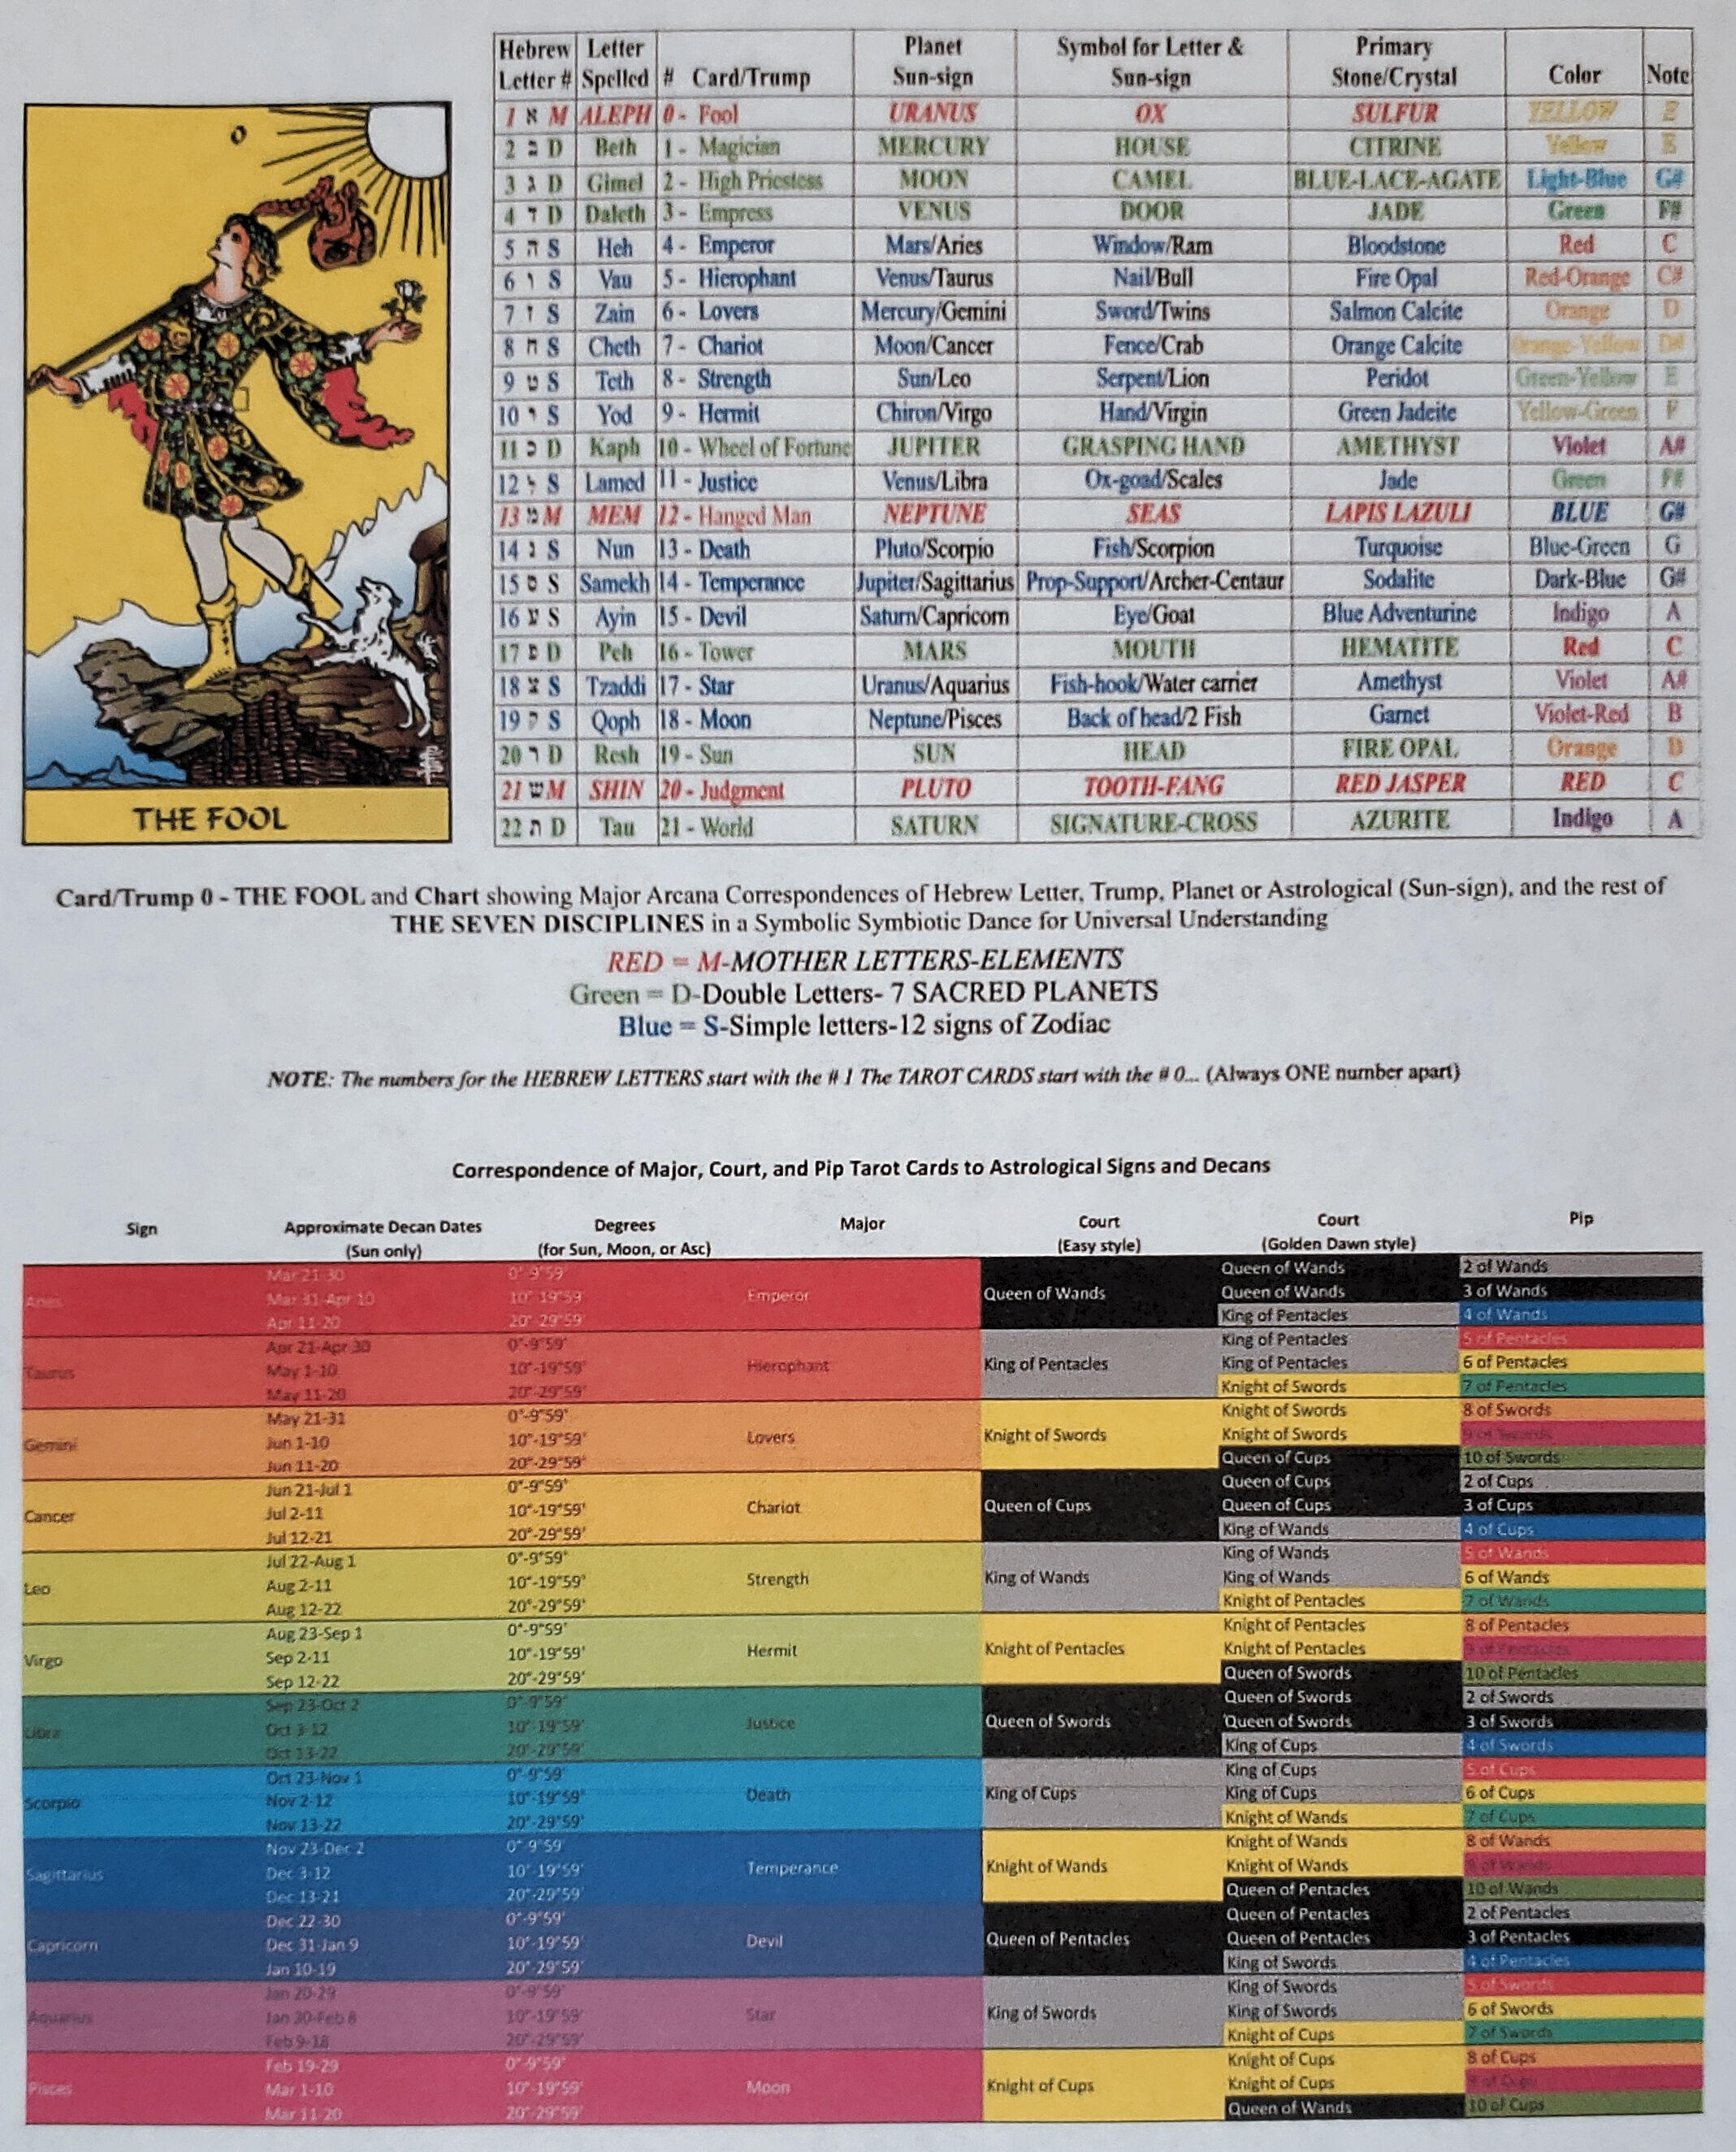 THE FOOL
Hebrew Letter # | Letter Spelled | # Card/Trump | Planet Sun-sign | Symbol for Letter & Sun-sign | Primary Stone/Crystal | Color | Note
1 א M ALEPH 0 - Fool URANUS OX SULFUR YELLOW E
2 ב D Beth 1 - Magician MERCURY HOUSE CITRINE Yellow E
3 ג D Gimel 2 - High Priestess MOON CAMEL BLUE-LACE-AGATE Light-Blue G#
4 ד D Daleth 3 - Empress VENUS DOOR JADE Green F#
5 ה S Heh 4 - Emperor Mars/Aries Window/Ram Bloodstone Red C
6 ו S Vau 5 - Hierophant Venus/Taurus Nail/Bull Fire Opal Red-Orange C#
7 ז S Zain 6 - Lovers Mercury/Gemini Sword/Twins Salmon Calcite Orange D
8 ח S Cheth 7 - Chariot Moon/Cancer Fence/Crab Orange Calcite Orange-Yellow D#
9 ט S Teth 8 - Strength Sun/Leo Serpent/Lion Peridot Green-Yellow E
10 י S Yod 9 - Hermit Chiron/Virgo Hand/Virgin Green Jadeite Yellow-Green F
11 כ D Kaph 10 - Wheel of Fortune JUPITER GRASPING HAND AMETHYST Violet A#
12 ל S Lamed 11 - Justice Venus/Libra Ox-goad/Scales Jade Green F#
13 מ M MEM 12 - Hanged Man NEPTUNE SEAS LAPIS LAZULI BLUE G#
14 נ S Nun 13 - Death Pluto/Scorpio Fish/Scorpion Turquoise Blue-Green G
15 ס S Samekh 14 - Temperance Jupiter/Sagittarius Prop-Support/Archer-Centaur Sodalite Dark-Blue G#
16 ע S Ayin 15 - Devil Saturn/Capricorn Eye/Goat Blue Adventurine Indigo A
17 פ D Peh 16 - Tower MARS MOUTH HEMATITE Red C
18 צ S Tzaddi 17 - Star Uranus/Aquarius Fish-hook/Water carrier Amethyst Violet A#
19 ק S Qoph 18 - Moon Neptune/Pisces Back of head/2 Fish Garnet Violet-Red B
20 ר D Resh 19 - Sun SUN HEAD FIRE OPAL Orange D
21 ש M SHIN 20 - Judgment PLUTO TOOTH-FANG RED JASPER RED C
22 ת D Tau 21 - World SATURN SIGNATURE-CROSS AZURITE Indigo A
Card/Trump 0 - THE FOOL and Chart showing Major Arcana Correspondences of Hebrew Letter, Trump, Planet or Astrological (Sun-sign), and the rest of
THE SEVEN DISCIPLINES in a Symbolic Symbiotic Dance for Universal Understanding
RED = M-MOTHER LETTERS-ELEMENTS
Green = D-Double Letters- 7 SACRED PLANETS
Blue = S-Simple letters-12 signs of Zodiac
NOTE: The numbers for the HEBREW LETTERS start with the # 1 The TAROT CARDS start with the # 0... (Always ONE number apart)
Correspondence of Major, Court, and Pip Tarot Cards to Astrological Signs and Decans
Sign | Approximate Decan Dates (Sun only) | Degrees (for Sun, Moon, or Asc) | Major | Court (Easy style) | Court (Golden Dawn style) | Pip
Mar 21-30 0°-9°59' Queen of Wands 2 of Wands
Aries Mar 31-Apr 10 10°-19°59' Emperor Queen of Wands Queen of Wands 3 of Wands
Apr 11-20 20°-29°59' King of Pentacles 4 of Wands
Apr 21-Apr 30 0°-9°59' King of Pentacles 5 of Pentacles
Taurus May 1-10 10°-19°59' Hierophant King of Pentacles King of Pentacles 6 of Pentacles
May 11-20 20°-29°59' Knight of Swords 7 of Pentacles
May 21-31 0°-9°59' Knight of Swords 8 of Swords
Gemini Jun 1-10 10°-19°59' Lovers Knight of Swords Knight of Swords 9 of Swords
Jun 11-20 20°-29°59' Queen of Cups 10 of Swords
Jun 21-Jul 1 0°-9°59' Queen of Cups 2 of Cups
Cancer Jul 2-11 10°-19°59' Chariot Queen of Cups Queen of Cups 3 of Cups
Jul 12-21 20°-29°59' King of Wands 4 of Cups
Jul 22-Aug 1 0°-9°59' King of Wands 5 of Wands
Leo Aug 2-11 10°-19°59' Strength King of Wands King of Wands 6 of Wands
Aug 12-22 20°-29°59' Knight of Pentacles 7 of Wands
Aug 23-Sep 1 0°-9°59' Knight of Pentacles 8 of Pentacles
Virgo Sep 2-11 10°-19°59' Hermit Knight of Pentacles Knight of Pentacles 9 of Pentacles
Sep 12-22 20°-29°59' Queen of Swords 10 of Pentacles
Sep 23-Oct 2 0°-9°59' Queen of Swords 2 of Swords
Libra Oct 3-12 10°-19°59' Justice Queen of Swords Queen of Swords 3 of Swords
Oct 13-22 20°-29°59' King of Cups 4 of Swords
Oct 23-Nov 1 0°-9°59' King of Cups 5 of Cups
Scorpio Nov 2-12 10°-19°59' Death King of Cups King of Cups 6 of Cups
Nov 13-22 20°-29°59' Knight of Wands 7 of Cups
Nov 23-Dec 2 0°-9°59' Knight of Wands 8 of Wands
Sagittarius Dec 3-12 10°-19°59' Temperance Knight of Wands Knight of Wands 9 of Wands
Dec 13-21 20°-29°59' Queen of Pentacles 10 of Wands
Dec 22-30 0°-9°59' Queen of Pentacles 2 of Pentacles
Capricorn Dec 31-Jan 9 10°-19°59' Devil Queen of Pentacles Queen of Pentacles 3 of Pentacles
Jan 10-19 20°-29°59' King of Swords 4 of Pentacles
Jan 20-29 0°-9°59' King of Swords 5 of Swords
Aquarius Jan 30-Feb 8 10°-19°59' Star King of Swords King of Swords 6 of Swords
Feb 9-18 20°-29°59' Knight of Cups 7 of Swords
Feb 19-29 0°-9°59' Knight of Cups 8 of Cups
Pisces Mar 1-10 10°-19°59' Moon Knight of Cups Knight of Cups 9 of Cups
Mar 11-20 20°-29°59' Queen of Wands 10 of Cups